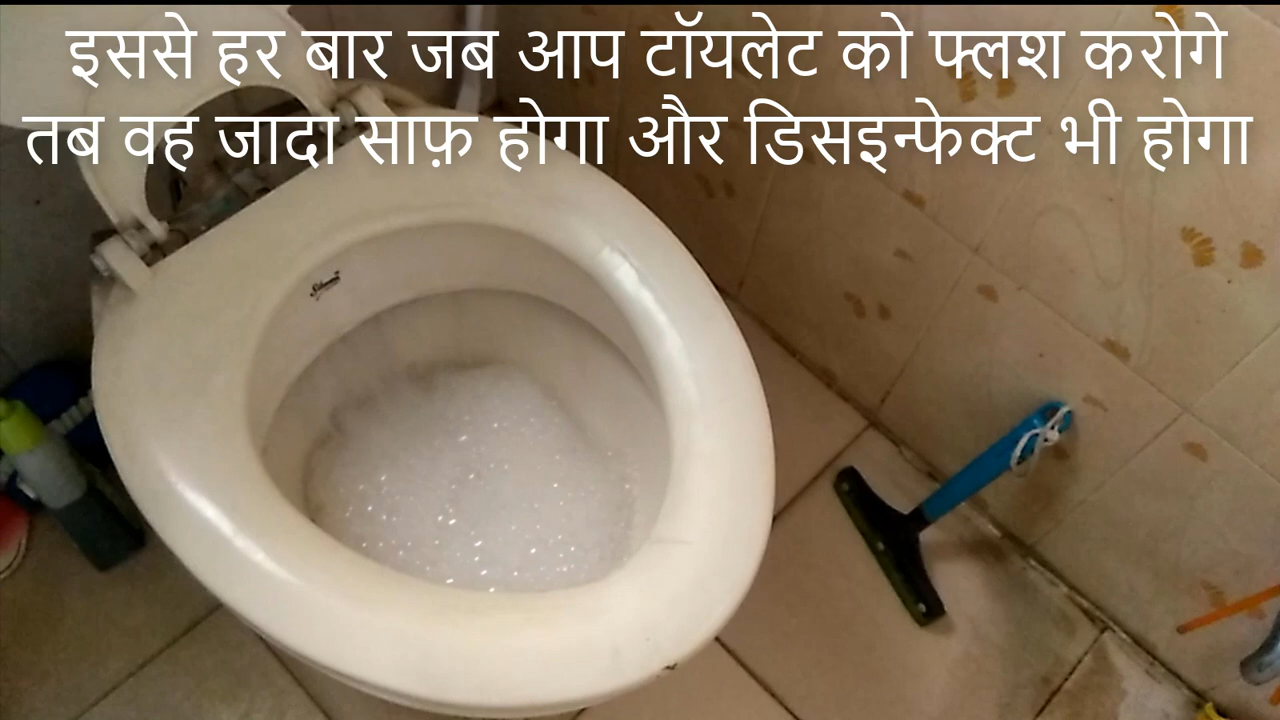 इससे हर बार जब आप टॉयलेट को फ्लश करोगे
तब वह जादा साफ़ होगा और डिसइन्फेक्ट भी होगा